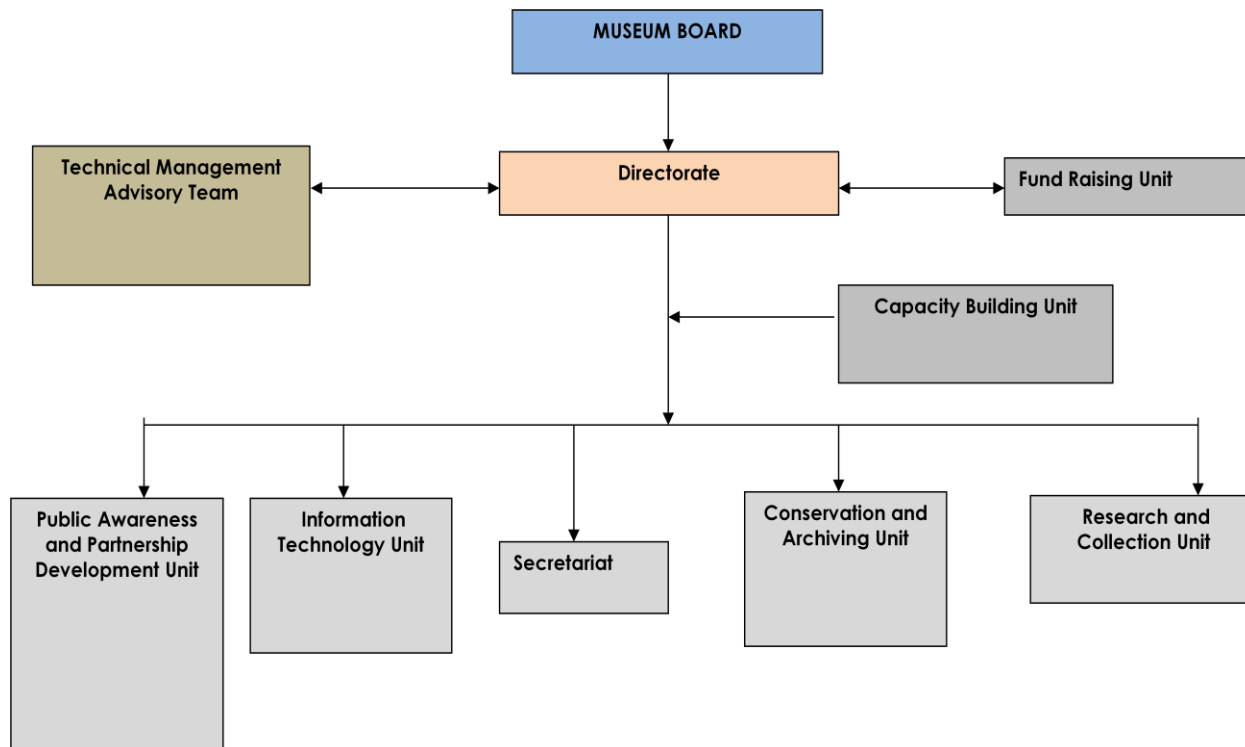 MUSEUM BOARD
Technical Management
Advisory Team
Directorate
Fund Raising Unit
Capacity Building Unit
Public Awareness
and Partnership
Development Unit
Information
Technology Unit
Secretariat
Conservation and
Archiving Unit
Research and
Collection Unit